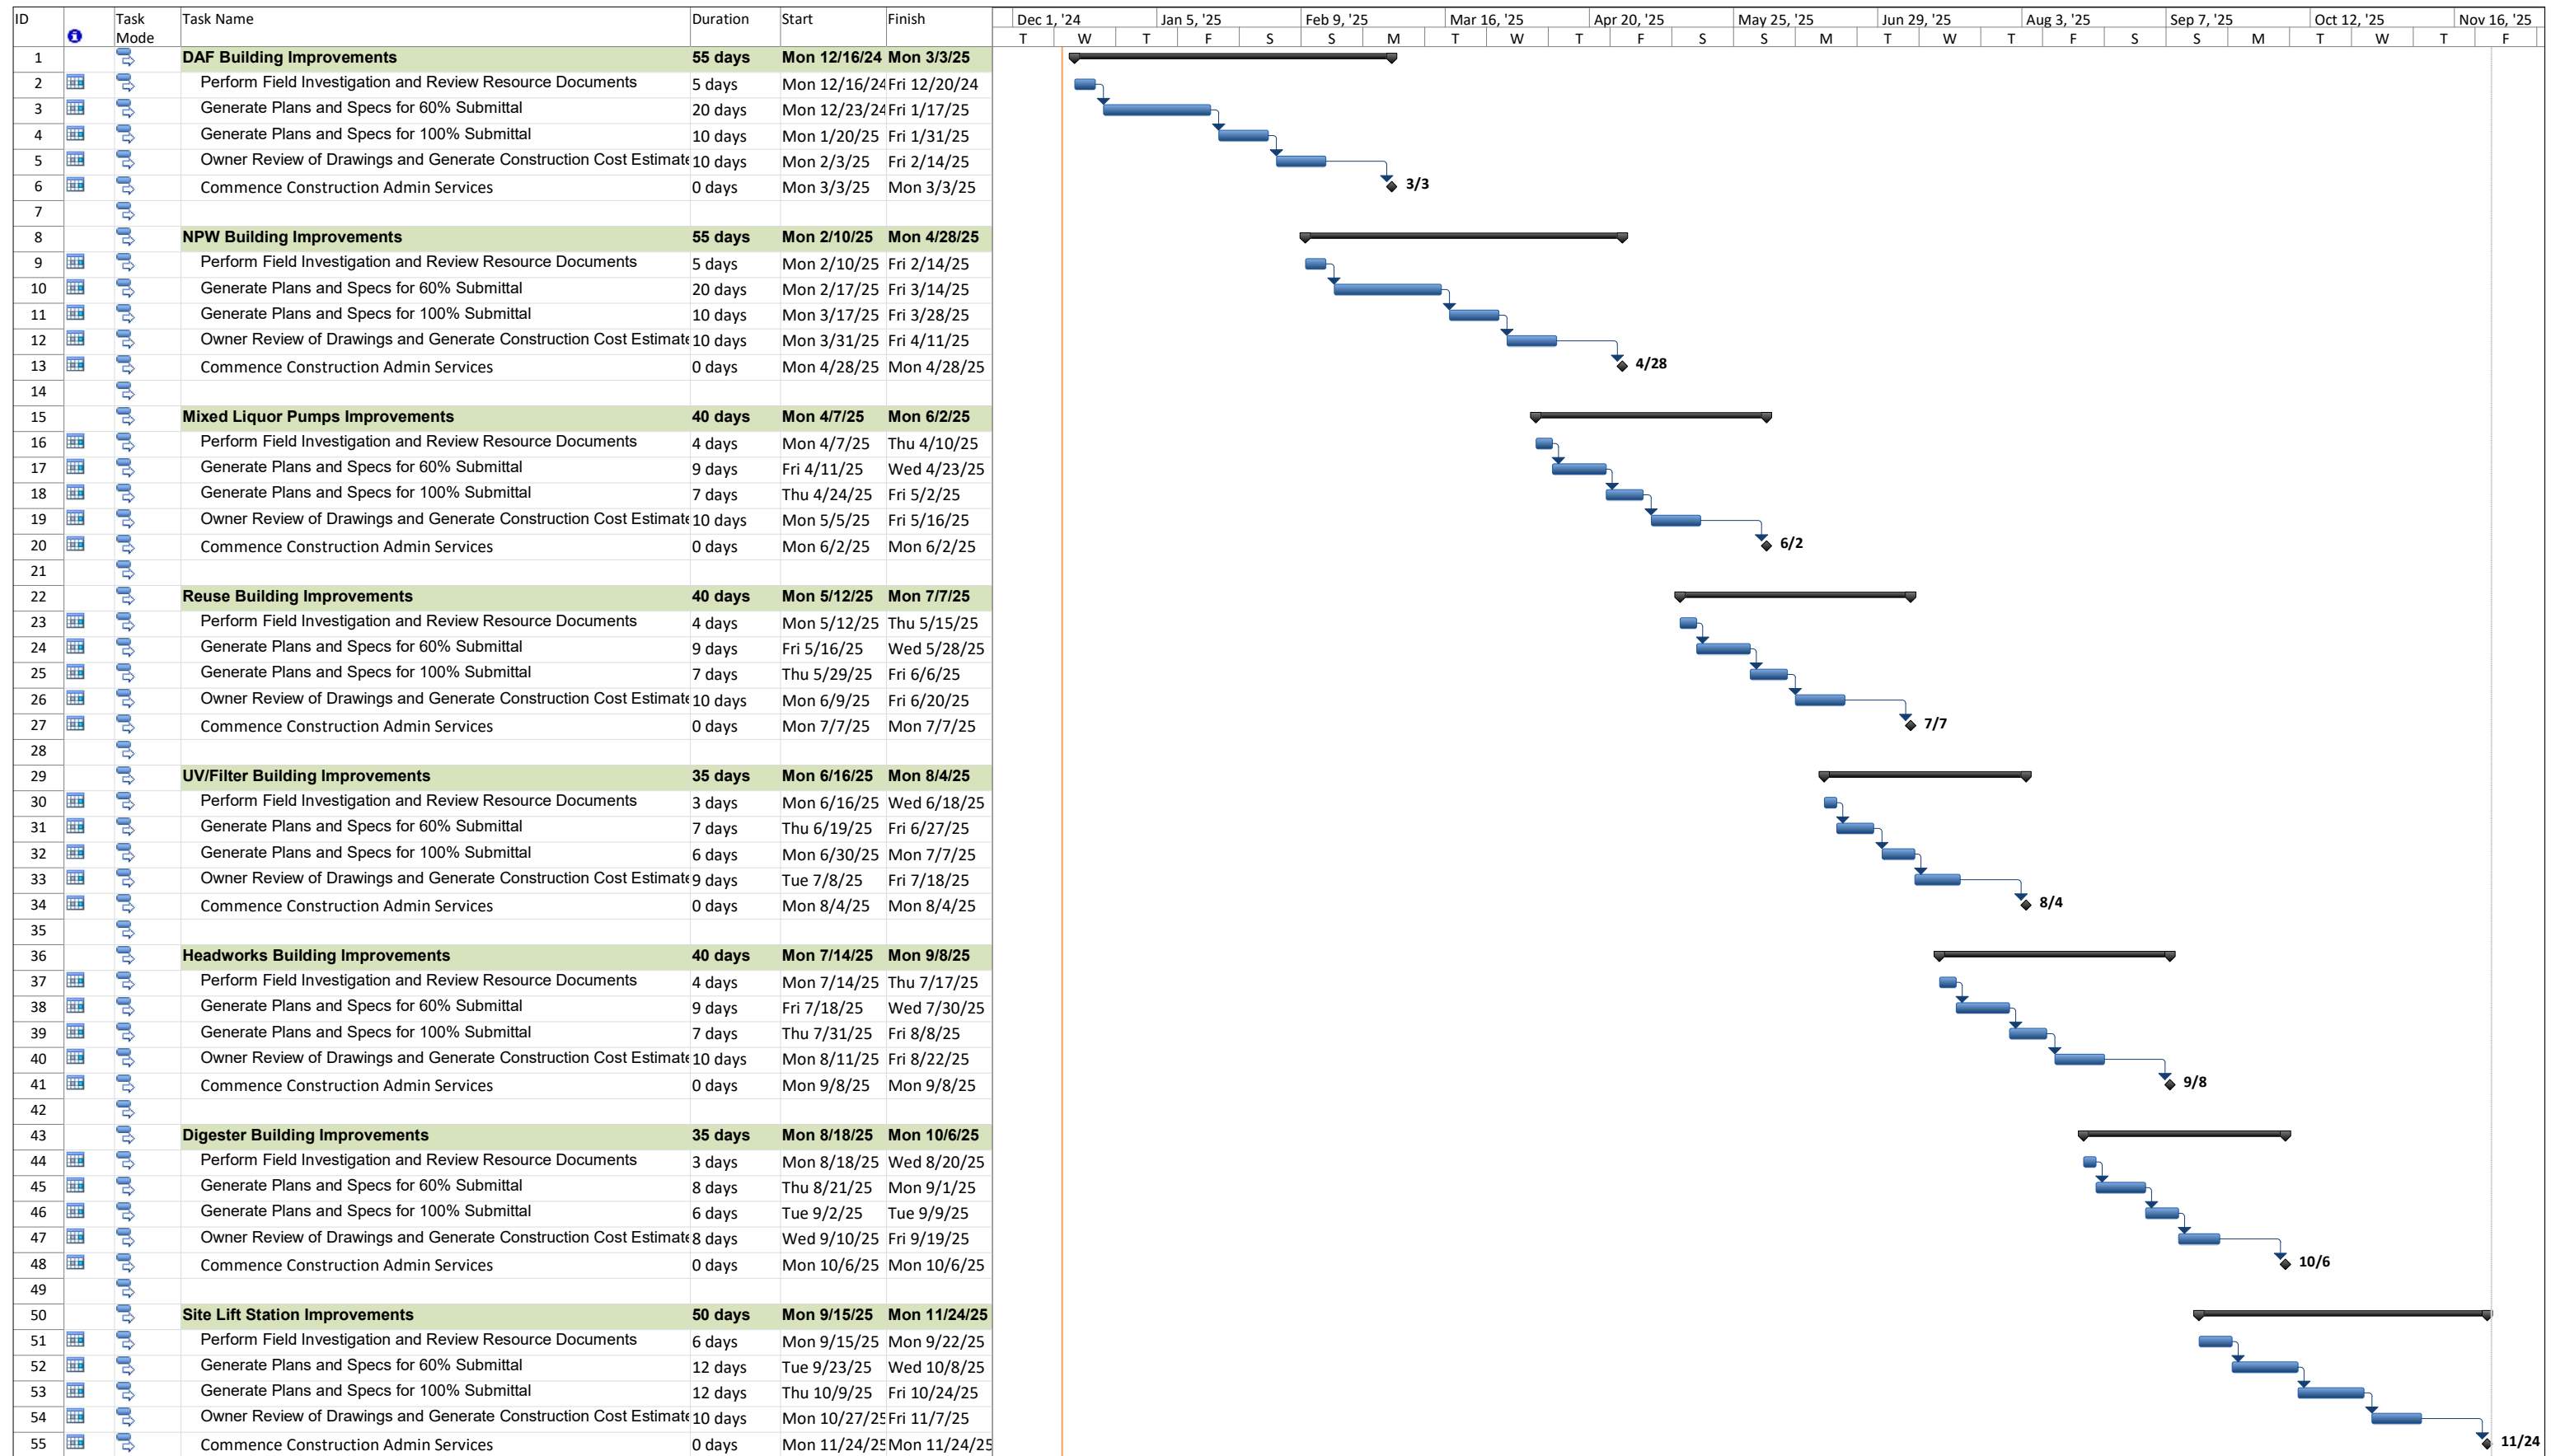 ID Task Mode Task Name Duration Start Finish Dec 1, '24 Jan 5, '25 Feb 9, '25 Mar 16, '25 Apr 20, '25 May 25, '25 Jun 29, '25 Aug 3, '25 Sep 7, '25 Oct 12, '25 Nov 16, '25
T W T F S S M T W T F S S M T W T F S S M T W T F
1 DAF Building Improvements 55 days Mon 12/16/24 Mon 3/3/25
2 Perform Field Investigation and Review Resource Documents 5 days Mon 12/16/24 Fri 12/20/24
3 Generate Plans and Specs for 60% Submittal 20 days Mon 12/23/24 Fri 1/17/25
4 Generate Plans and Specs for 100% Submittal 10 days Mon 1/20/25 Fri 1/31/25
5 Owner Review of Drawings and Generate Construction Cost Estimate 10 days Mon 2/3/25 Fri 2/14/25
6 Commence Construction Admin Services 0 days Mon 3/3/25 Mon 3/3/25 3/3
7
8 NPW Building Improvements 55 days Mon 2/10/25 Mon 4/28/25
9 Perform Field Investigation and Review Resource Documents 5 days Mon 2/10/25 Fri 2/14/25
10 Generate Plans and Specs for 60% Submittal 20 days Mon 2/17/25 Fri 3/14/25
11 Generate Plans and Specs for 100% Submittal 10 days Mon 3/17/25 Fri 3/28/25
12 Owner Review of Drawings and Generate Construction Cost Estimate 10 days Mon 3/31/25 Fri 4/11/25
13 Commence Construction Admin Services 0 days Mon 4/28/25 Mon 4/28/25 4/28
14
15 Mixed Liquor Pumps Improvements 40 days Mon 4/7/25 Mon 6/2/25
16 Perform Field Investigation and Review Resource Documents 4 days Mon 4/7/25 Thu 4/10/25
17 Generate Plans and Specs for 60% Submittal 9 days Fri 4/11/25 Wed 4/23/25
18 Generate Plans and Specs for 100% Submittal 7 days Thu 4/24/25 Fri 5/2/25
19 Owner Review of Drawings and Generate Construction Cost Estimate 10 days Mon 5/5/25 Fri 5/16/25
20 Commence Construction Admin Services 0 days Mon 6/2/25 Mon 6/2/25 6/2
21
22 Reuse Building Improvements 40 days Mon 5/12/25 Mon 7/7/25
23 Perform Field Investigation and Review Resource Documents 4 days Mon 5/12/25 Thu 5/15/25
24 Generate Plans and Specs for 60% Submittal 9 days Fri 5/16/25 Wed 5/28/25
25 Generate Plans and Specs for 100% Submittal 7 days Thu 5/29/25 Fri 6/6/25
26 Owner Review of Drawings and Generate Construction Cost Estimate 10 days Mon 6/9/25 Fri 6/20/25
27 Commence Construction Admin Services 0 days Mon 7/7/25 Mon 7/7/25 7/7
28
29 UV/Filter Building Improvements 35 days Mon 6/16/25 Mon 8/4/25
30 Perform Field Investigation and Review Resource Documents 3 days Mon 6/16/25 Wed 6/18/25
31 Generate Plans and Specs for 60% Submittal 7 days Thu 6/19/25 Fri 6/27/25
32 Generate Plans and Specs for 100% Submittal 6 days Mon 6/30/25 Mon 7/7/25
33 Owner Review of Drawings and Generate Construction Cost Estimate 9 days Tue 7/8/25 Fri 7/18/25
34 Commence Construction Admin Services 0 days Mon 8/4/25 Mon 8/4/25 8/4
35
36 Headworks Building Improvements 40 days Mon 7/14/25 Mon 9/8/25
37 Perform Field Investigation and Review Resource Documents 4 days Mon 7/14/25 Thu 7/17/25
38 Generate Plans and Specs for 60% Submittal 9 days Fri 7/18/25 Wed 7/30/25
39 Generate Plans and Specs for 100% Submittal 7 days Thu 7/31/25 Fri 8/8/25
40 Owner Review of Drawings and Generate Construction Cost Estimate 10 days Mon 8/11/25 Fri 8/22/25
41 Commence Construction Admin Services 0 days Mon 9/8/25 Mon 9/8/25 9/8
42
43 Digester Building Improvements 35 days Mon 8/18/25 Mon 10/6/25
44 Perform Field Investigation and Review Resource Documents 3 days Mon 8/18/25 Wed 8/20/25
45 Generate Plans and Specs for 60% Submittal 8 days Thu 8/21/25 Mon 9/1/25
46 Generate Plans and Specs for 100% Submittal 6 days Tue 9/2/25 Tue 9/9/25
47 Owner Review of Drawings and Generate Construction Cost Estimate 8 days Wed 9/10/25 Fri 9/19/25
48 Commence Construction Admin Services 0 days Mon 10/6/25 Mon 10/6/25 10/6
49
50 Site Lift Station Improvements 50 days Mon 9/15/25 Mon 11/24/25
51 Perform Field Investigation and Review Resource Documents 6 days Mon 9/15/25 Mon 9/22/25
52 Generate Plans and Specs for 60% Submittal 12 days Tue 9/23/25 Wed 10/8/25
53 Generate Plans and Specs for 100% Submittal 12 days Thu 10/9/25 Fri 10/24/25
54 Owner Review of Drawings and Generate Construction Cost Estimate 10 days Mon 10/27/25 Fri 11/7/25
55 Commence Construction Admin Services 0 days Mon 11/24/25 Mon 11/24/25 11/24